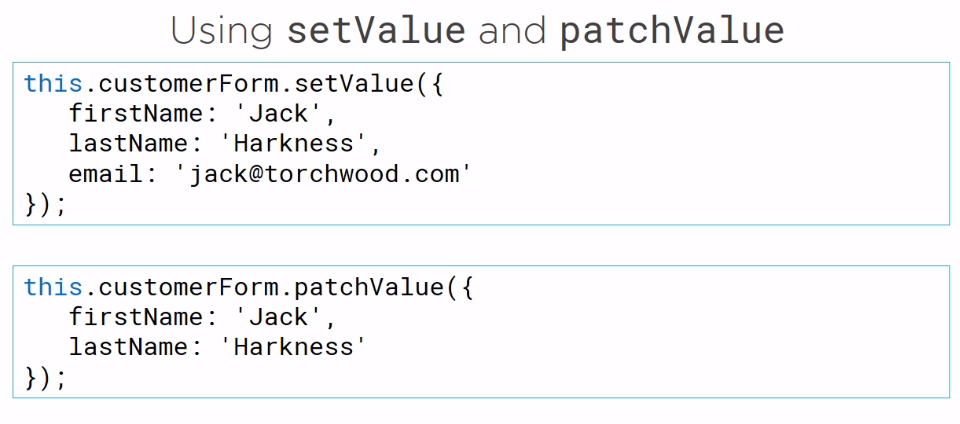 Using setValue and patchValue
this.customerForm.setValue({
   firstName: 'Jack',
   lastName: 'Harkness',
   email: 'jack@torchwood.com'
});
this.customerForm.patchValue({
   firstName: 'Jack',
   lastName: 'Harkness'
});